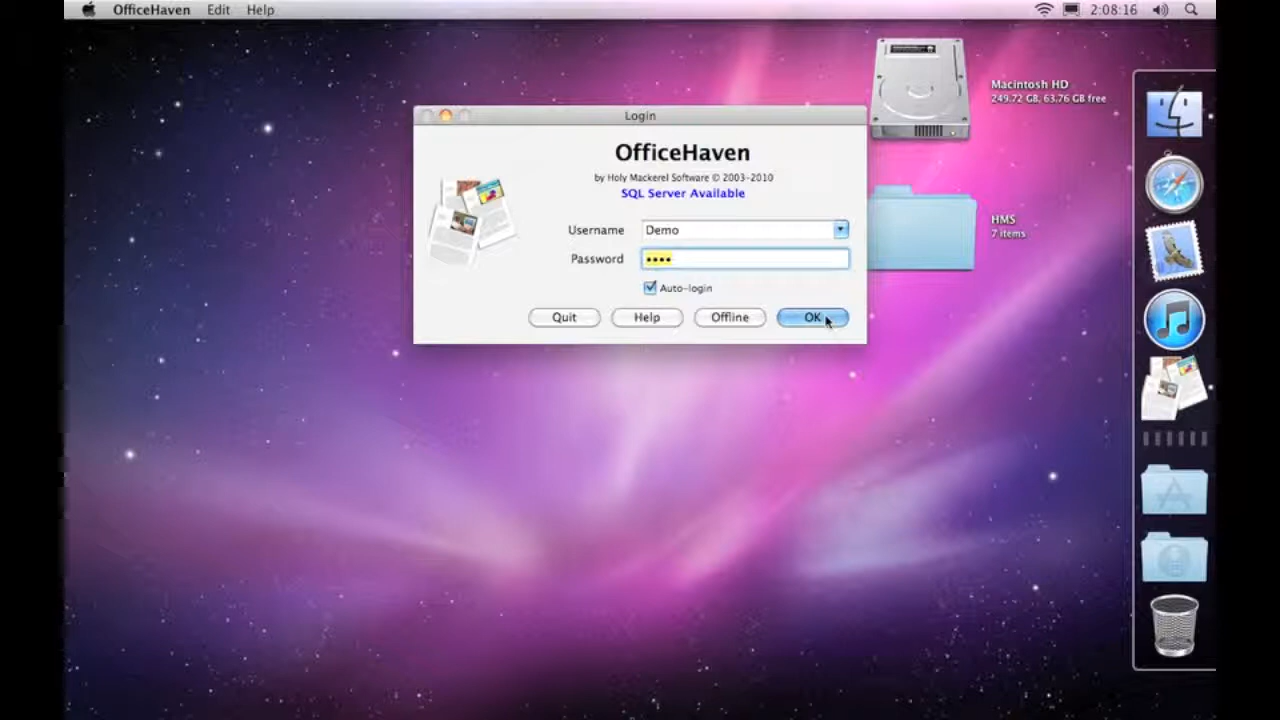 OfficeHaven Edit Help 2:08:16
Macintosh HD
249.72 GB, 63.76 GB free
Login
OfficeHaven
by Holy Mackerel Software © 2003-2010
SQL Server Available
HMS
7 items
Username Demo
Password ••••
Auto-login
Quit Help Offline OK